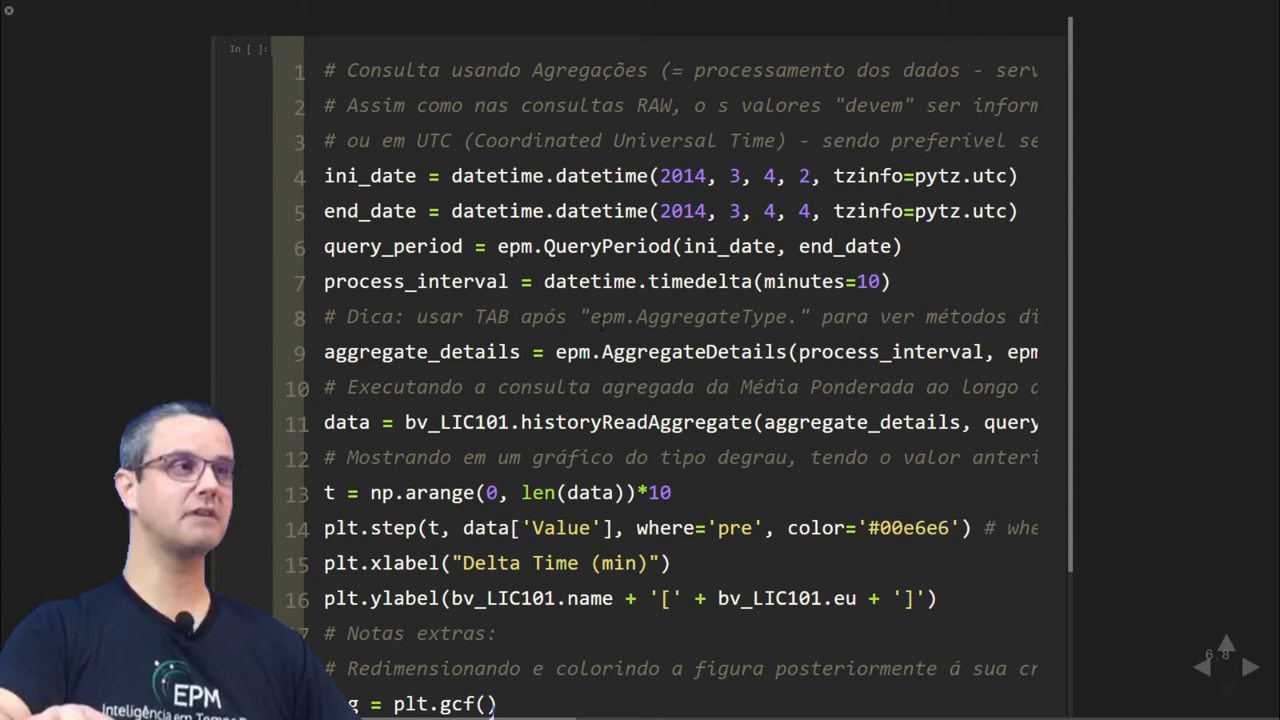 In [ ]:
1 # Consulta usando Agregações (= processamento dos dados - serv
2 # Assim como nas consultas RAW, o s valores "devem" ser inform
3 # ou em UTC (Coordinated Universal Time) - sendo preferível se
4 ini_date = datetime.datetime(2014, 3, 4, 2, tzinfo=pytz.utc)
5 end_date = datetime.datetime(2014, 3, 4, 4, tzinfo=pytz.utc)
6 query_period = epm.QueryPeriod(ini_date, end_date)
7 process_interval = datetime.timedelta(minutes=10)
8 # Dica: usar TAB após "epm.AggregateType." para ver métodos di
9 aggregate_details = epm.AggregateDetails(process_interval, epm
10 # Executando a consulta agregada da Média Ponderada ao longo d
11 data = bv_LIC101.historyReadAggregate(aggregate_details, query
12 # Mostrando em um gráfico do tipo degrau, tendo o valor anteri
13 t = np.arange(0, len(data))*10
14 plt.step(t, data['Value'], where='pre', color='#00e6e6') # whe
15 plt.xlabel("Delta Time (min)")
16 plt.ylabel(bv_LIC101.name + '[' + bv_LIC101.eu + ']')
7 # Notas extras:
# Redimensionando e colorindo a figura posteriormente á sua cr
g = plt.gcf()
6.8
EPM
Inteligência em Tempo